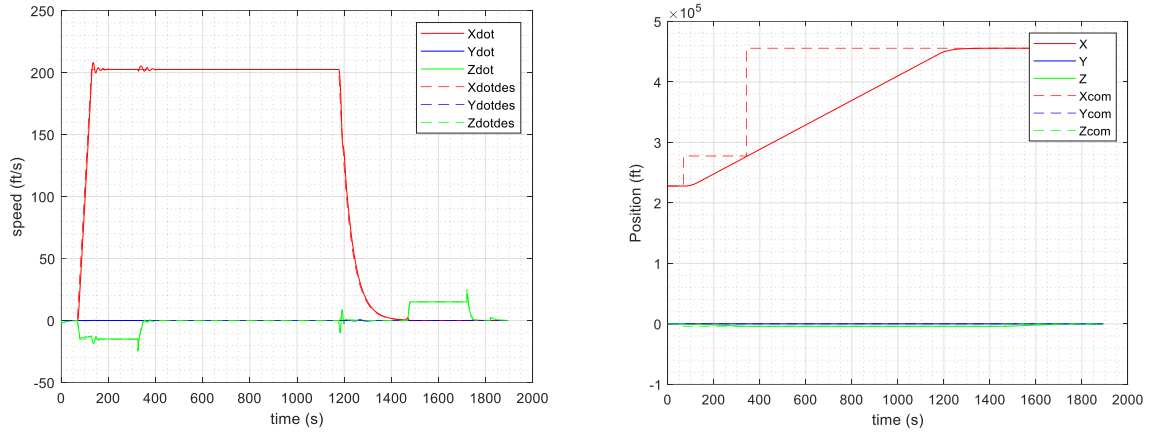 250
200
150
100
50
0
-50
speed (ft/s)
0 200 400 600 800 1000 1200 1400 1600 1800 2000
time (s)
Xdot
Ydot
Zdot
Xdotdes
Ydotdes
Zdotdes
×10⁵
5
4
3
2
1
0
-1
Position (ft)
0 200 400 600 800 1000 1200 1400 1600 1800 2000
time (s)
X
Y
Z
Xcom
Ycom
Zcom